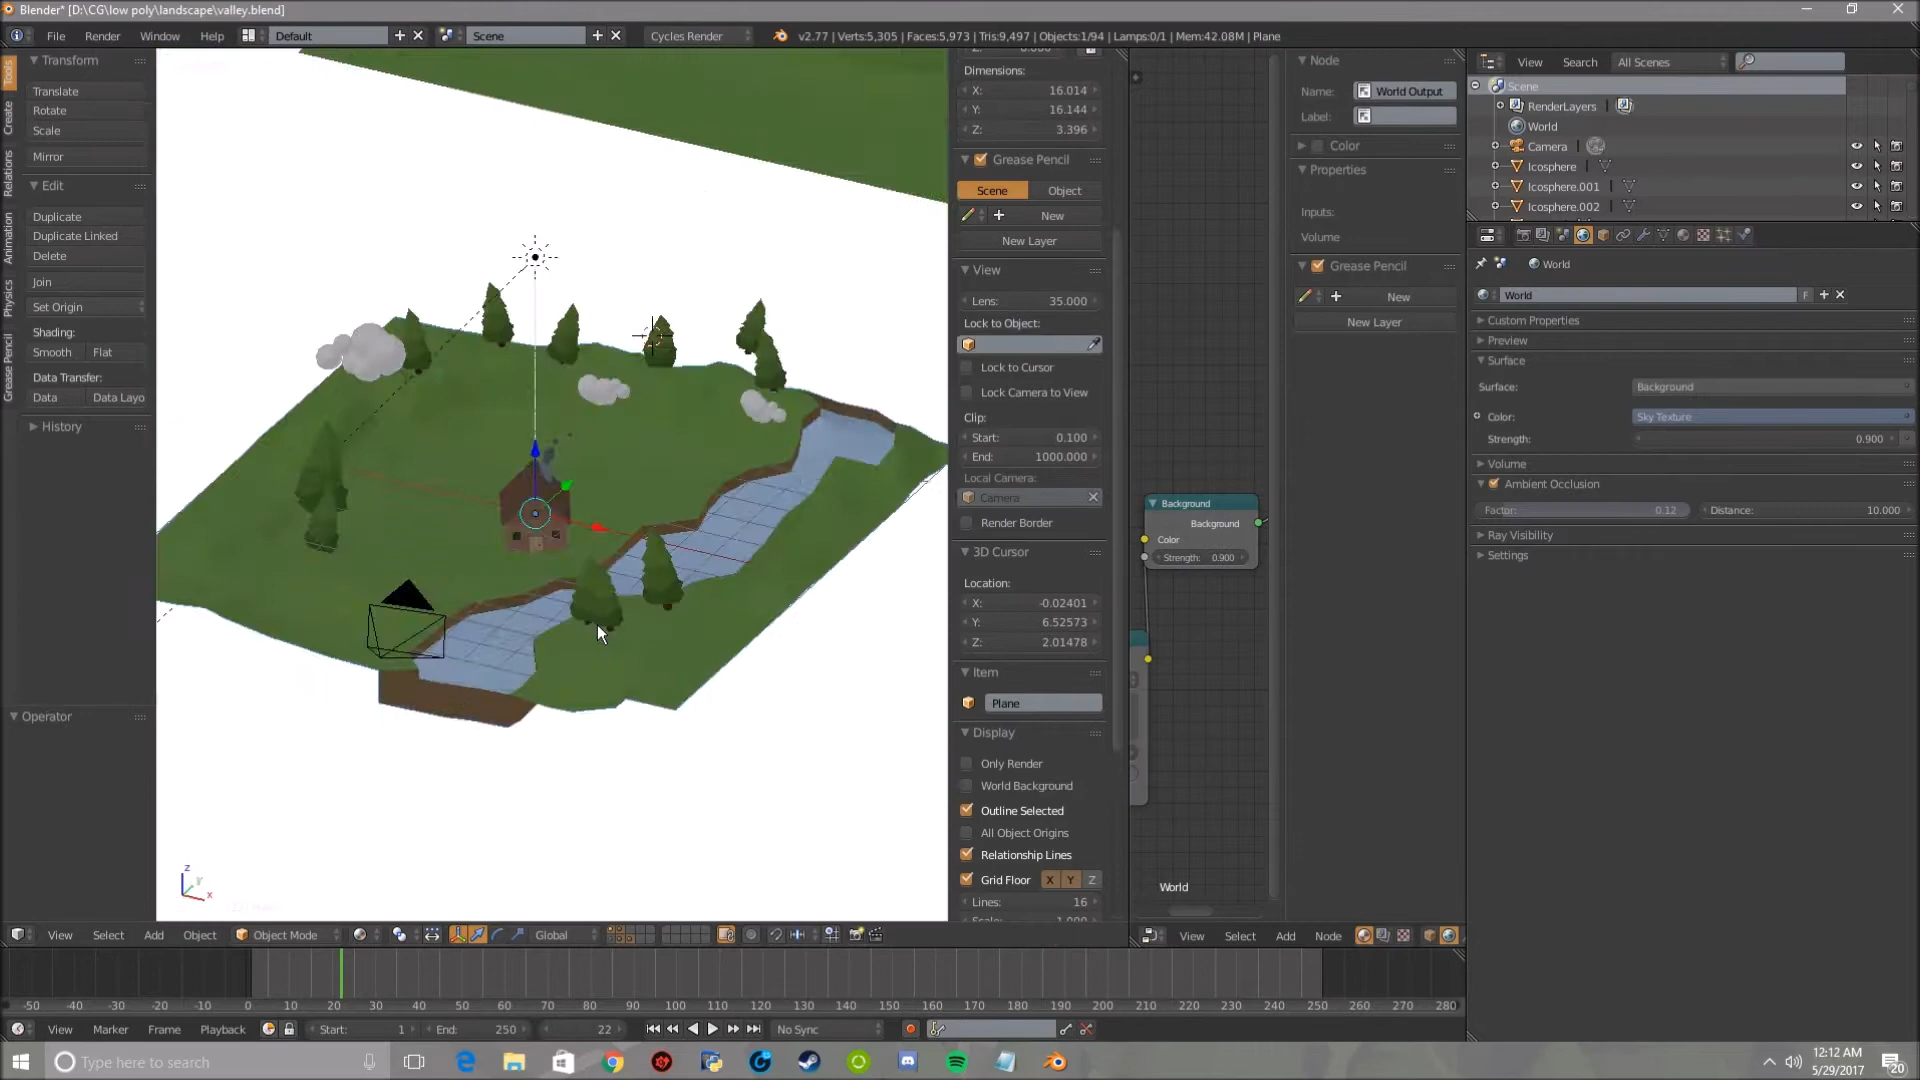 Blender* [D:\CG\low poly\landscape\valley.blend]
File Render Window Help Default Scene Cycles Render v2.77 | Verts:5,305 | Faces:5,973 | Tris:9,497 | Objects:1/94 | Lamps:0/1 | Mem:42.08M | Plane
Tools
Create
Relations
Animation
Physics
Grease Pencil
Transform
Translate
Rotate
Scale
Mirror
Edit
Duplicate
Duplicate Linked
Delete
Join
Set Origin
Shading:
Smooth Flat
Data Transfer:
Data Data Layo
History
Operator
z
Y
x
Dimensions:
X: 16.014
Y: 16.144
Z: 3.396
Grease Pencil
Scene Object
New
New Layer
View
Lens: 35.000
Lock to Object:
Lock to Cursor
Lock Camera to View
Clip:
Start: 0.100
End: 1000.000
Local Camera:
Camera
Render Border
3D Cursor
Location:
X: -0.02401
Y: 6.52573
Z: 2.01478
Item
Plane
Display
Only Render
World Background
Outline Selected
All Object Origins
Relationship Lines
Grid Floor X Y Z
Lines: 16
Background
Background
Color
Strength: 0.900
World
Node
Name: World Output
Label:
Color
Properties
Inputs:
Volume
Grease Pencil
New
New Layer
View Search All Scenes
Scene
RenderLayers
World
Camera
Icosphere
Icosphere.001
Icosphere.002
World
World F
Custom Properties
Preview
Surface
Surface: Background
Color: Sky Texture
Strength: 0.900
Volume
Ambient Occlusion
Factor: 0.12 Distance: 10.000
Ray Visibility
Settings
View Select Add Object Object Mode Global
View Select Add Node
-50 -40 -30 -20 -10 0 10 20 30 40 50 60 70 80 90 100 110 120 130 140 150 160 170 180 190 200 210 220 230 240 250 260 270 280
View Marker Frame Playback Start: 1 End: 250 22 No Sync
Type here to search
12:12 AM
5/29/2017
20